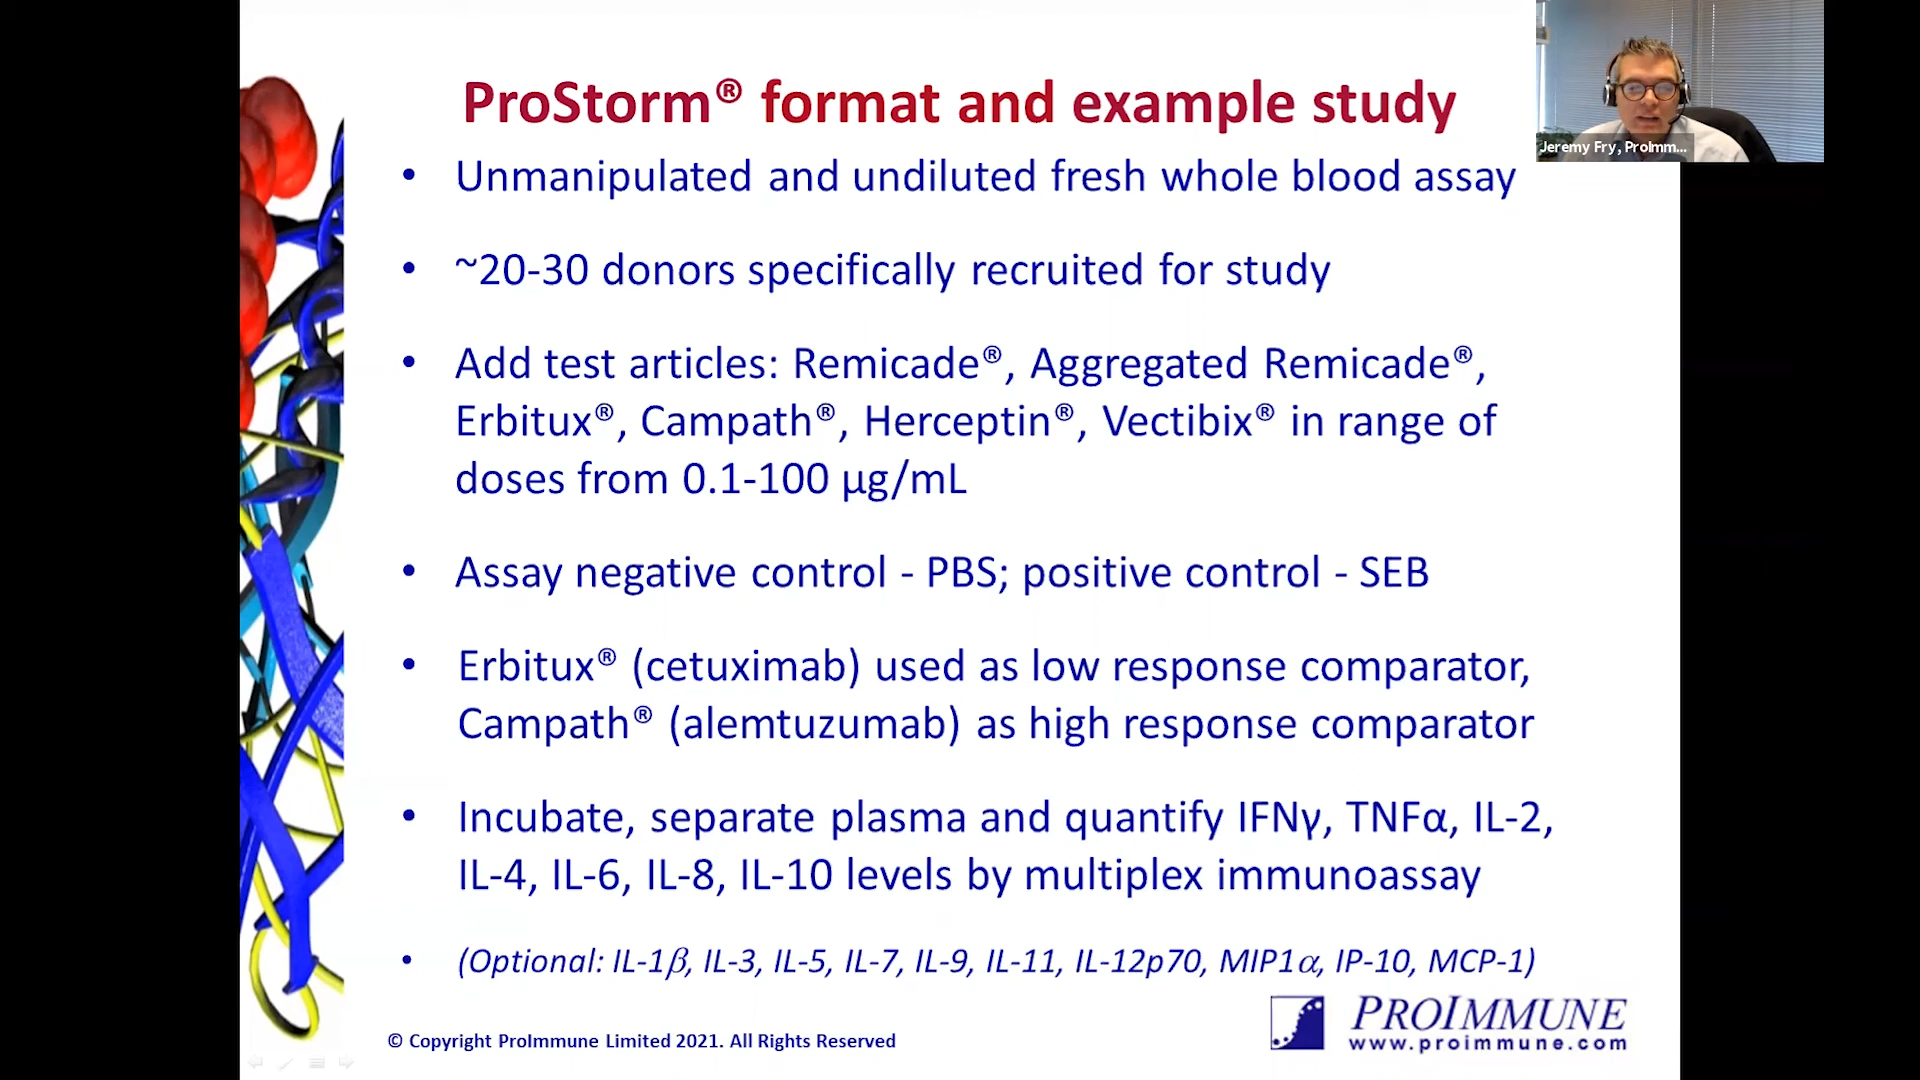 ProStorm® format and example study
Jeremy Fry, ProImm...
• Unmanipulated and undiluted fresh whole blood assay
• ~20-30 donors specifically recruited for study
• Add test articles: Remicade®, Aggregated Remicade®,
Erbitux®, Campath®, Herceptin®, Vectibix® in range of
doses from 0.1-100 µg/mL
• Assay negative control - PBS; positive control - SEB
• Erbitux® (cetuximab) used as low response comparator,
Campath® (alemtuzumab) as high response comparator
• Incubate, separate plasma and quantify IFNγ, TNFα, IL-2,
IL-4, IL-6, IL-8, IL-10 levels by multiplex immunoassay
• (Optional: IL-1β, IL-3, IL-5, IL-7, IL-9, IL-11, IL-12p70, MIP1α, IP-10, MCP-1)
PROIMMUNE
www.proimmune.com
© Copyright ProImmune Limited 2021. All Rights Reserved